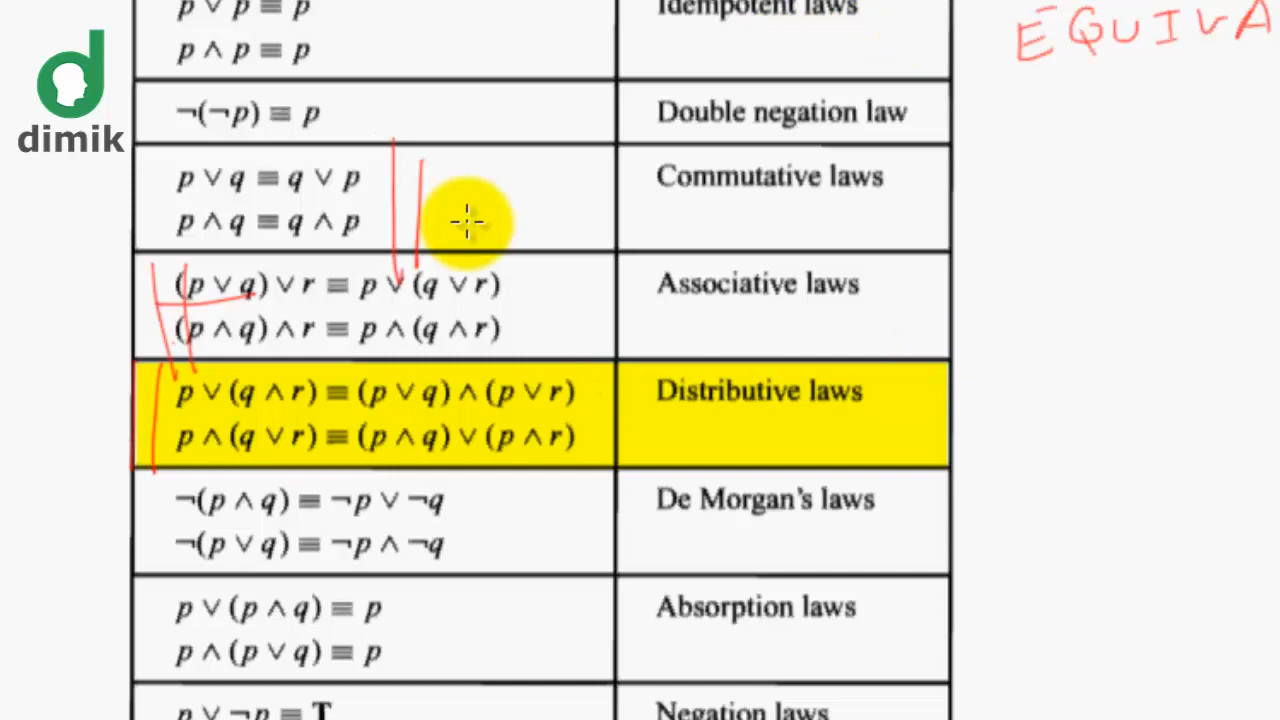 p ∨ p ≡ p Idempotent laws
p ∧ p ≡ p
EQUIVA
dimik
¬(¬p) ≡ p Double negation law
p ∨ q ≡ q ∨ p Commutative laws
p ∧ q ≡ q ∧ p
(p ∨ q) ∨ r ≡ p ∨ (q ∨ r) Associative laws
(p ∧ q) ∧ r ≡ p ∧ (q ∧ r)
p ∨ (q ∧ r) ≡ (p ∨ q) ∧ (p ∨ r) Distributive laws
p ∧ (q ∨ r) ≡ (p ∧ q) ∨ (p ∧ r)
¬(p ∧ q) ≡ ¬p ∨ ¬q De Morgan's laws
¬(p ∨ q) ≡ ¬p ∧ ¬q
p ∨ (p ∧ q) ≡ p Absorption laws
p ∧ (p ∨ q) ≡ p
p ∨ ¬p ≡ T Negation laws